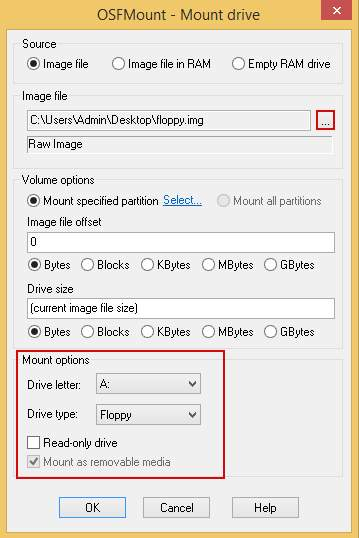 OSFMount - Mount drive
Source
Image file Image file in RAM Empty RAM drive
Image file
C:\Users\Admin\Desktop\floppy.img ...
Raw Image
Volume options
Mount specified partition Select... Mount all partitions
Image file offset
0
Bytes Blocks KBytes MBytes GBytes
Drive size
(current image file size)
Bytes Blocks KBytes MBytes GBytes
Mount options
Drive letter: A:
Drive type: Floppy
Read-only drive
Mount as removable media
OK Cancel Help